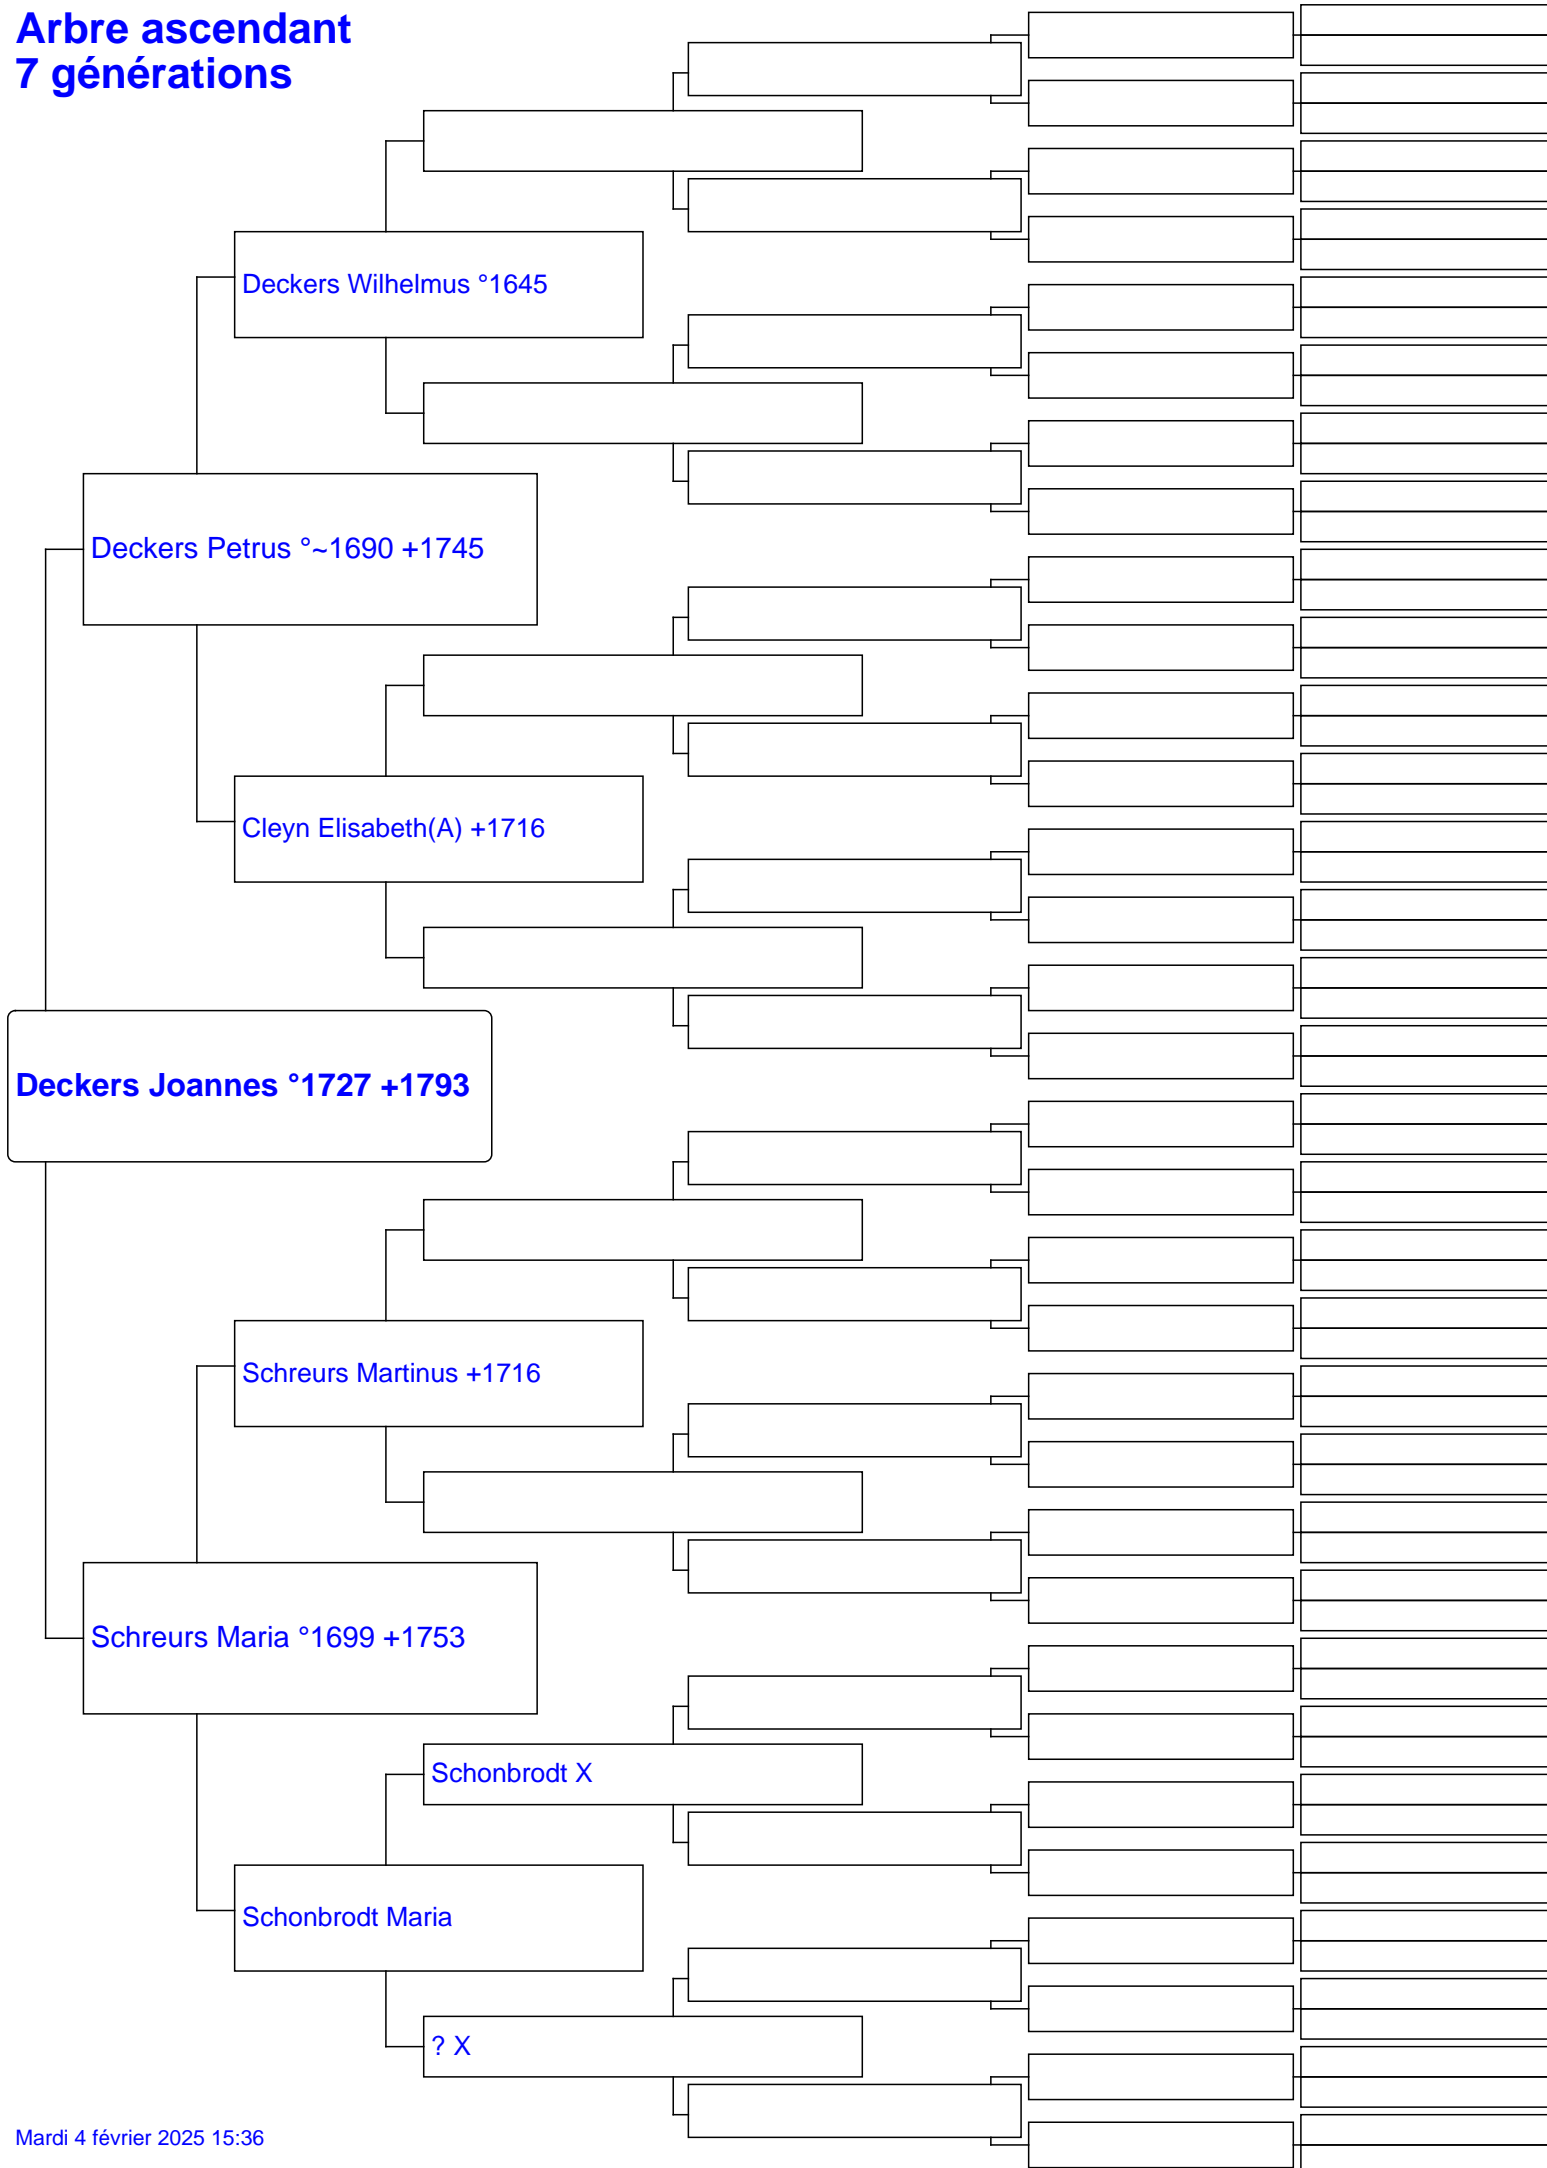 Arbre ascendant
7 générations
Deckers Wilhelmus °1645
Deckers Petrus °~1690 +1745
Cleyn Elisabeth(A) +1716
Deckers Joannes °1727 +1793
Schreurs Martinus +1716
Schreurs Maria °1699 +1753
Schonbrodt X
Schonbrodt Maria
? X
Mardi 4 février 2025 15:36